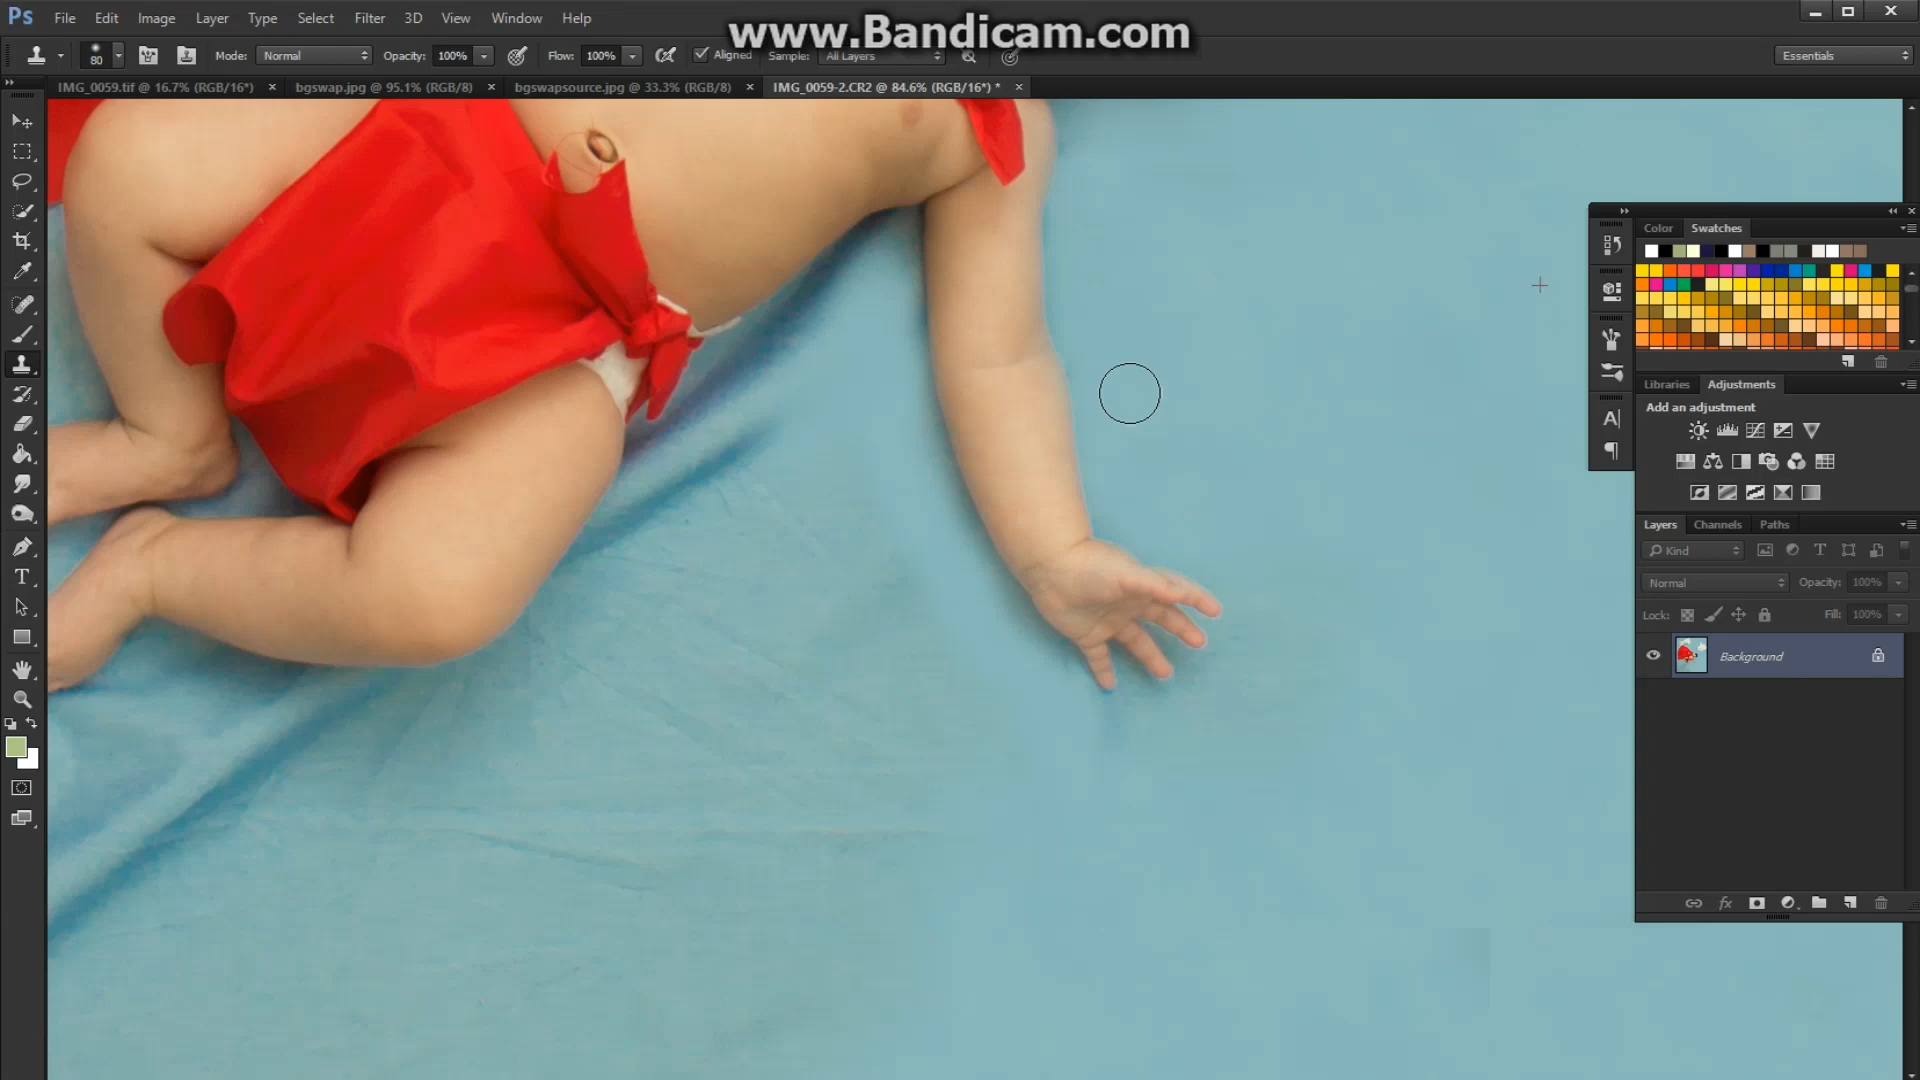 Ps File Edit Image Layer Type Select Filter 3D View Window Help
www.Bandicam.com
80 Mode: Normal Opacity: 100% Flow: 100% Aligned Sample: All Layers Essentials
IMG_0059.tif @ 16.7% (RGB/16*) × bgswap.jpg @ 95.1% (RGB/8) × bgswapsource.jpg @ 33.3% (RGB/8) × IMG_0059-2.CR2 @ 84.6% (RGB/16*) * ×
Color Swatches
Libraries Adjustments
Add an adjustment
Layers Channels Paths
Kind
Normal Opacity: 100%
Lock: Fill: 100%
Background
fx